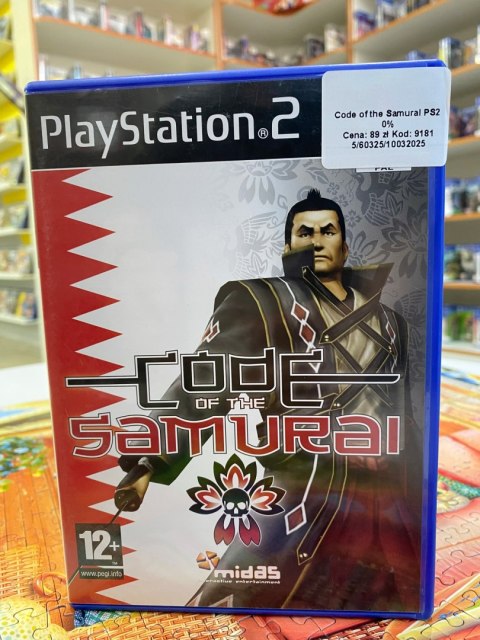 PlayStation®2
Code of the Samurai PS2
0%
Cena: 89 zł Kod: 9181
5/60325/10032025
PAL
CODE
OF THE
SAMURAI
12+
www.pegi.info
midas
interactive entertainment